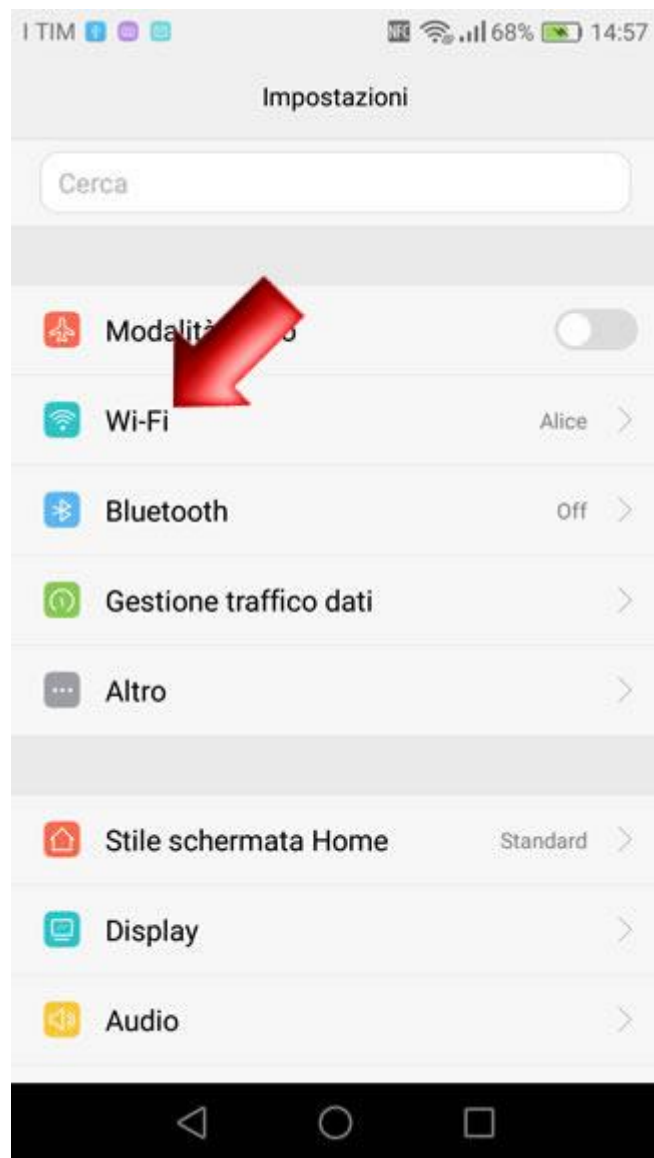 I TIM 68% 14:57
Impostazioni
Cerca
Modalità
Wi-Fi Alice
Bluetooth Off
Gestione traffico dati
Altro
Stile schermata Home Standard
Display
Audio